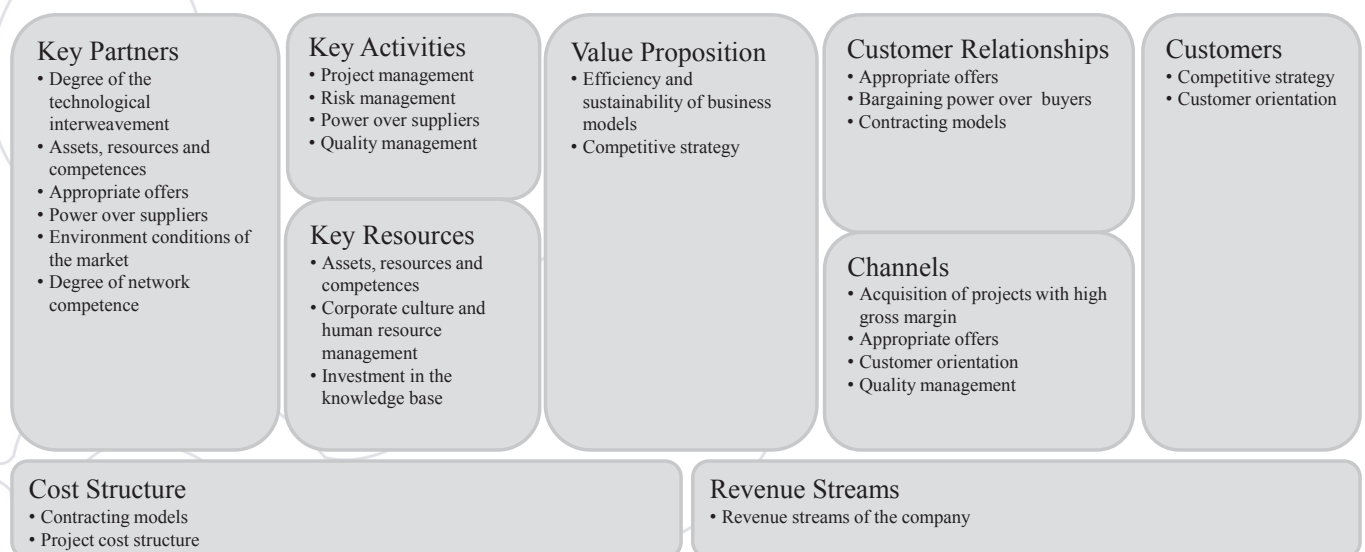 Key Partners
• Degree of the
technological
interweavement
• Assets, resources and
competences
• Appropriate offers
• Power over suppliers
• Environment conditions of
the market
• Degree of network
competence
Key Activities
• Project management
• Risk management
• Power over suppliers
• Quality management
Key Resources
• Assets, resources and
competences
• Corporate culture and
human resource
management
• Investment in the
knowledge base
Value Proposition
• Efficiency and
sustainability of business
models
• Competitive strategy
Customer Relationships
• Appropriate offers
• Bargaining power over buyers
• Contracting models
Channels
• Acquisition of projects with high
gross margin
• Appropriate offers
• Customer orientation
• Quality management
Customers
• Competitive strategy
• Customer orientation
Cost Structure
• Contracting models
• Project cost structure
Revenue Streams
• Revenue streams of the company